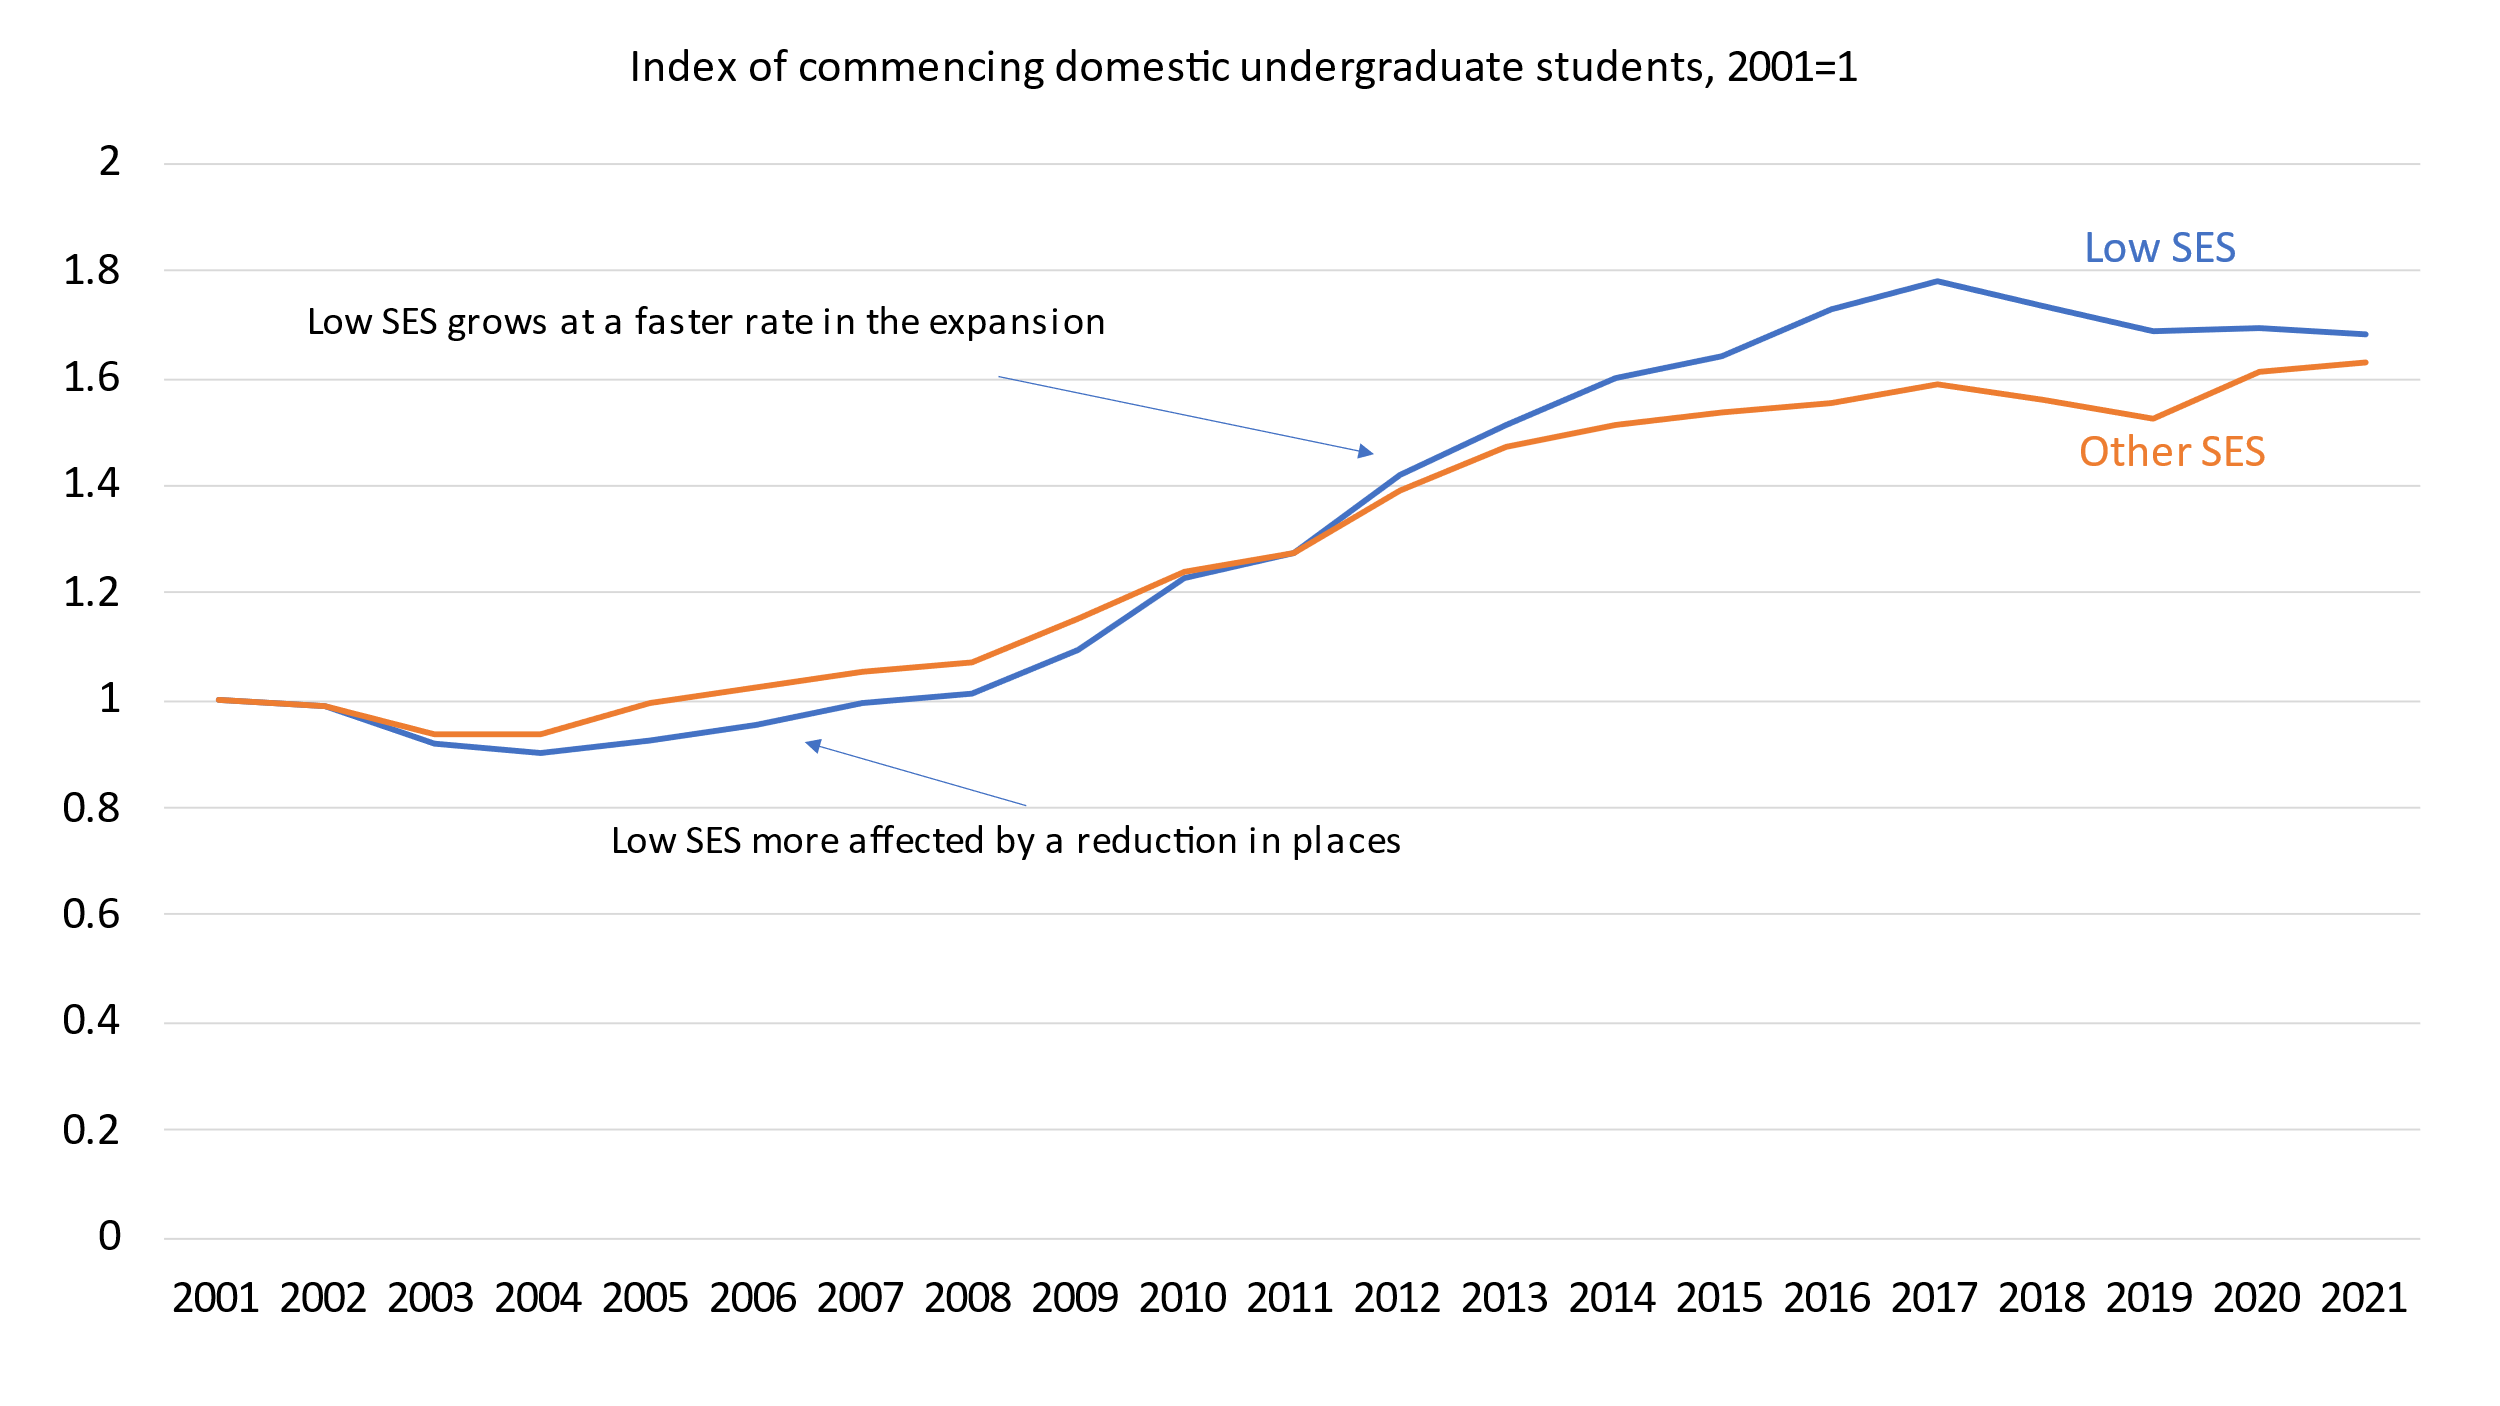 Index of commencing domestic undergraduate students, 2001=1
2
1.8
Low SES
Low SES grows at a faster rate in the expansion
1.6
Other SES
1.4
1.2
1
0.8
Low SES more affected by a reduction in places
0.6
0.4
0.2
0
2001 2002 2003 2004 2005 2006 2007 2008 2009 2010 2011 2012 2013 2014 2015 2016 2017 2018 2019 2020 2021